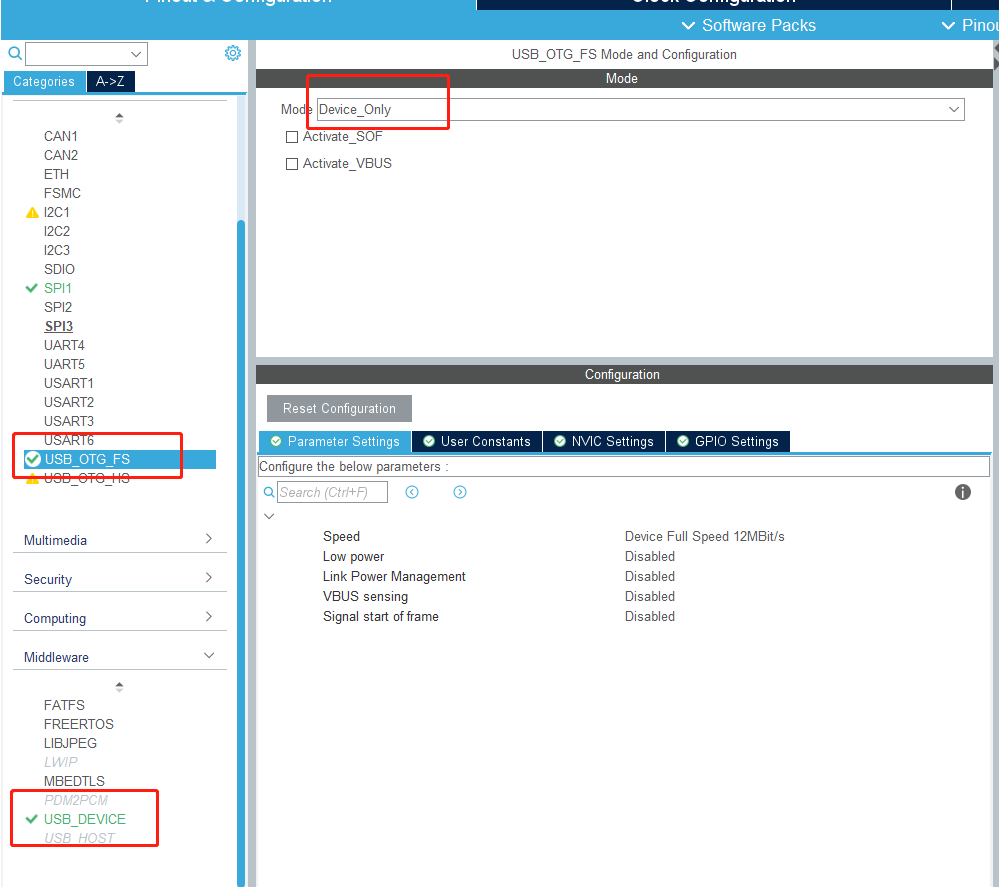 Pinout & Configuration
Clock Configuration
Software Packs
Pinou
Categories
A->Z
CAN1
CAN2
ETH
FSMC
I2C1
I2C2
I2C3
SDIO
SPI1
SPI2
SPI3
UART4
UART5
USART1
USART2
USART3
USART6
USB_OTG_FS
USB_OTG_HS
Multimedia
Security
Computing
Middleware
FATFS
FREERTOS
LIBJPEG
LWIP
MBEDTLS
PDM2PCM
USB_DEVICE
USB_HOST
USB_OTG_FS Mode and Configuration
Mode
Mode Device_Only
Activate_SOF
Activate_VBUS
Configuration
Reset Configuration
Parameter Settings
User Constants
NVIC Settings
GPIO Settings
Configure the below parameters :
Search (Ctrl+F)
Speed Device Full Speed 12MBit/s
Low power Disabled
Link Power Management Disabled
VBUS sensing Disabled
Signal start of frame Disabled